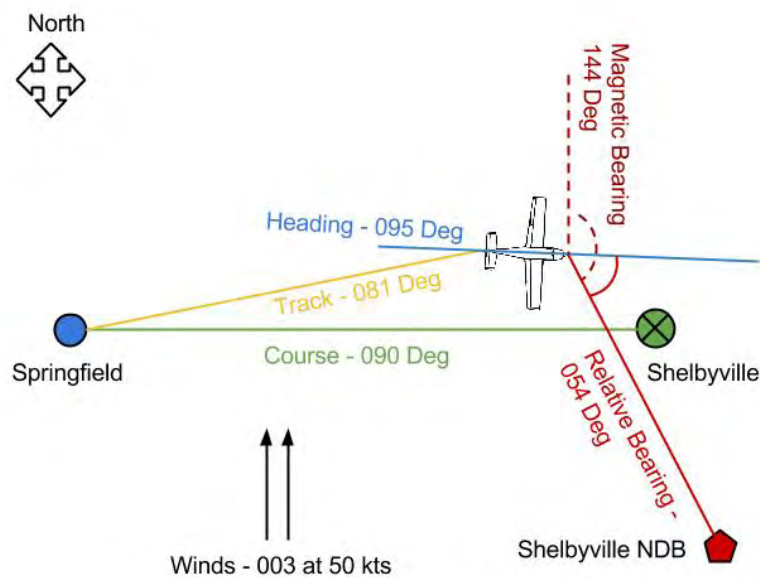 North
Magnetic Bearing
144 Deg
Heading - 095 Deg
Track - 081 Deg
Course - 090 Deg
Springfield
Shelbyville
Relative Bearing -
054 Deg
Winds - 003 at 50 kts
Shelbyville NDB